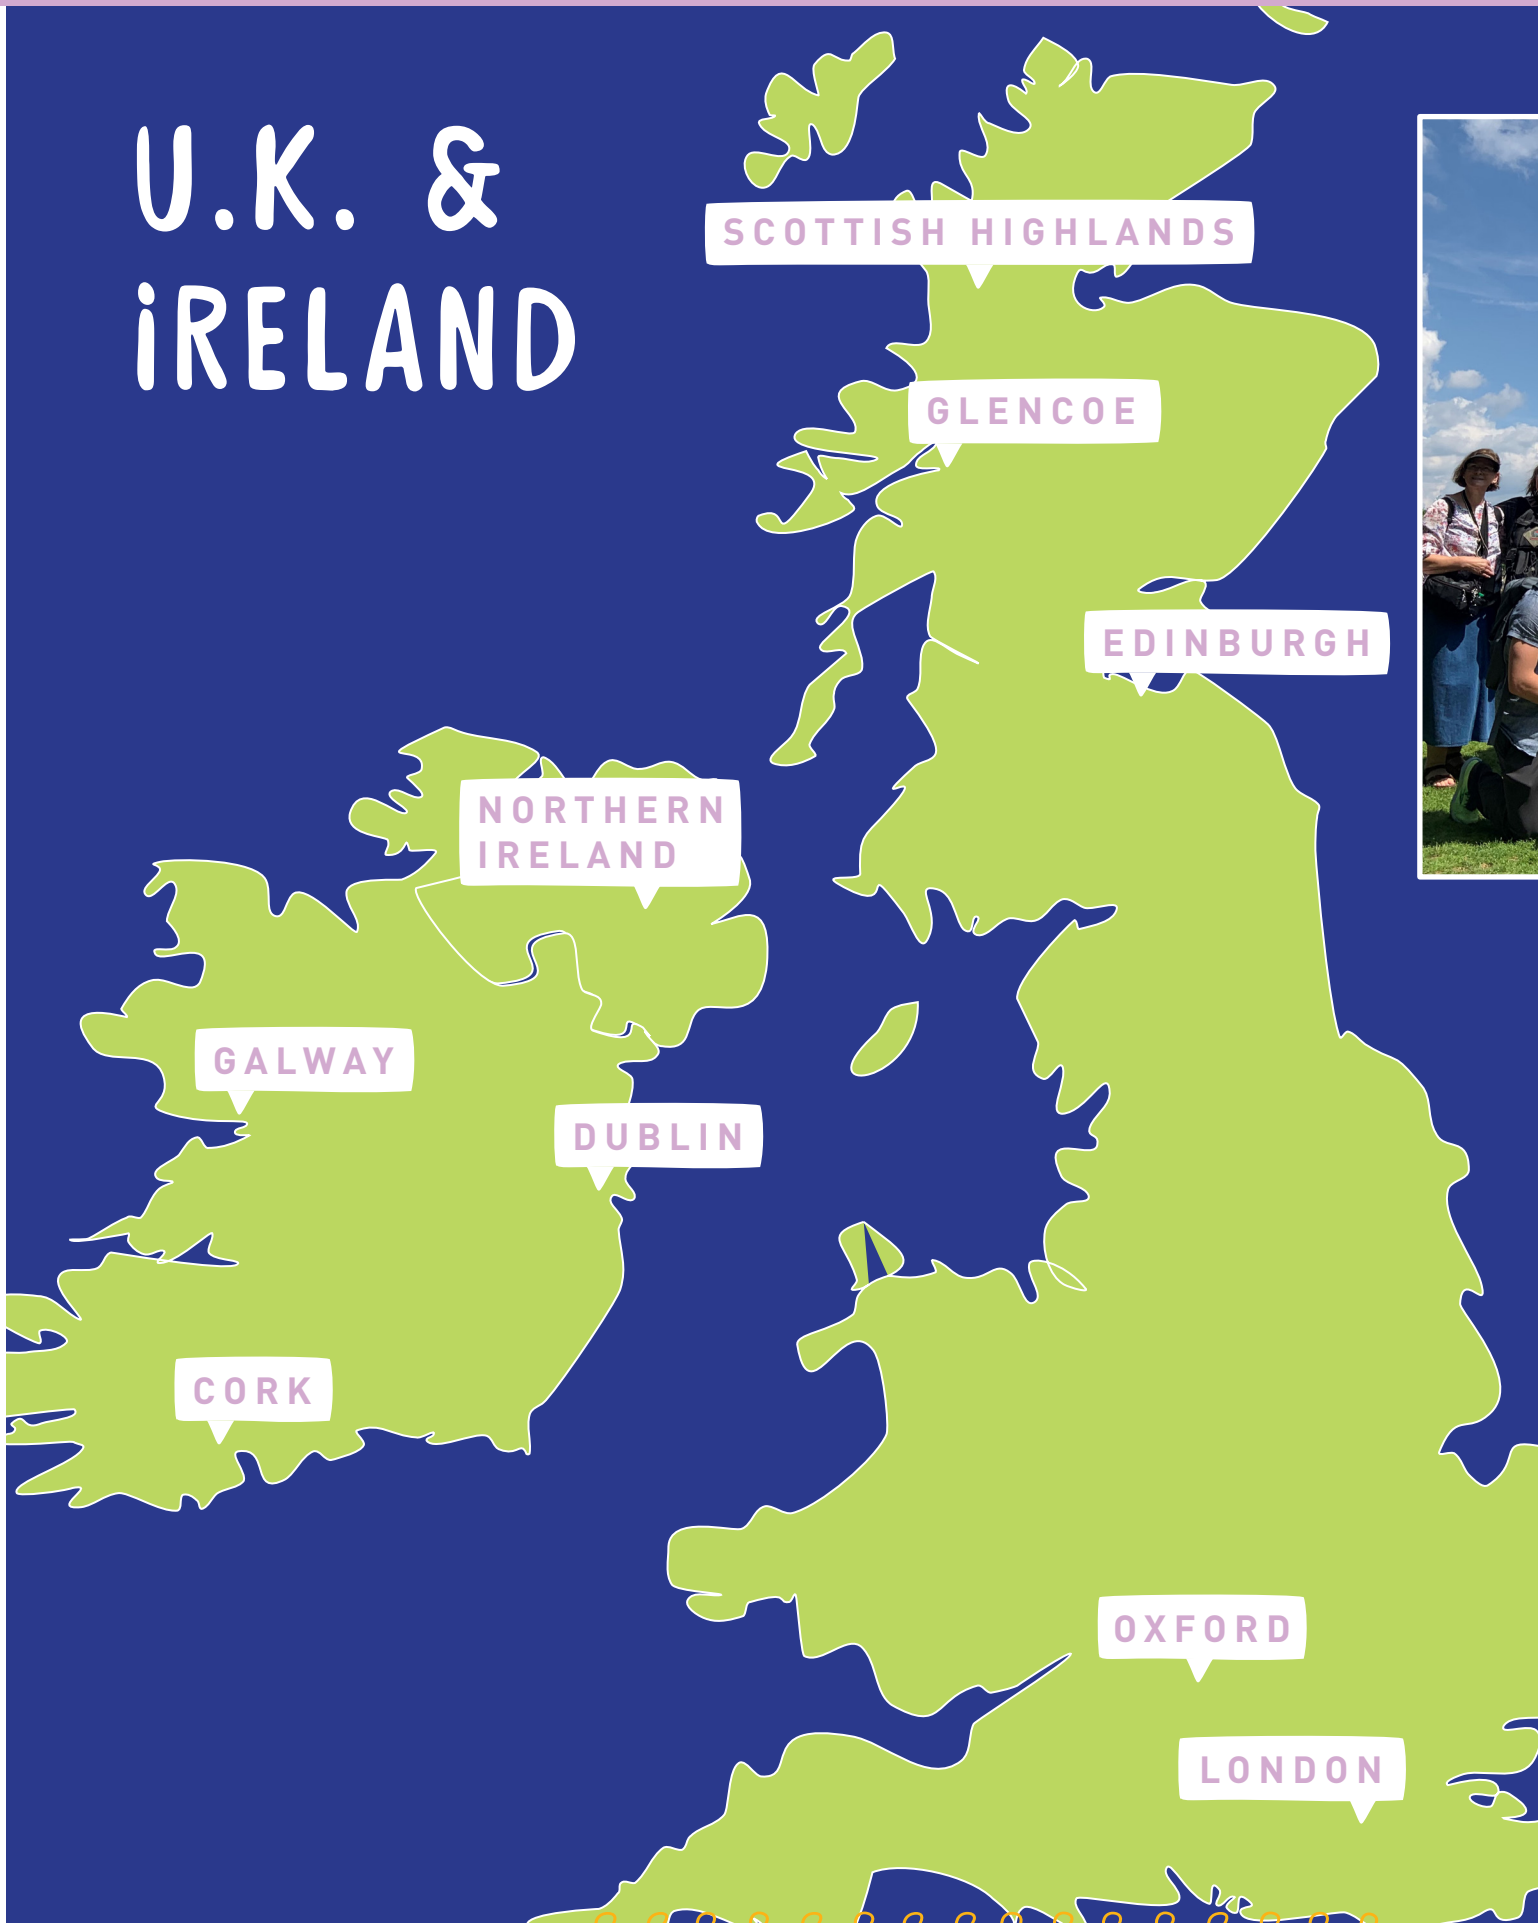 U.K. &
iRELAND
SCOTTISH HIGHLANDS
GLENCOE
EDINBURGH
NORTHERN
IRELAND
GALWAY
DUBLIN
CORK
OXFORD
LONDON